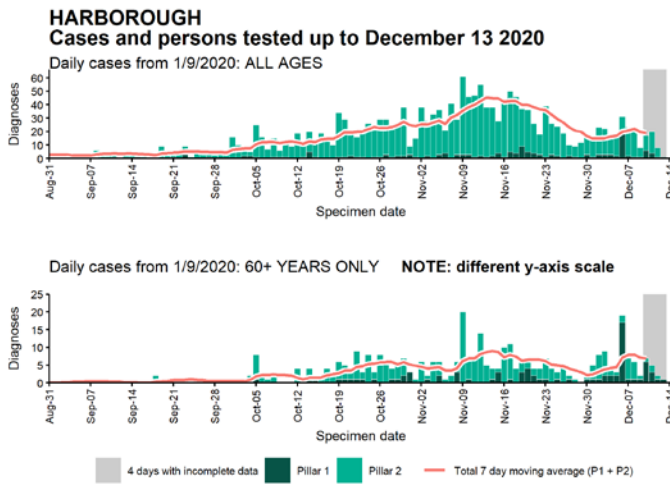 HARBOROUGH
Cases and persons tested up to December 13 2020
Daily cases from 1/9/2020: ALL AGES
Diagnoses
60
50
40
30
20
10
0
Aug-31
Sep-07
Sep-14
Sep-21
Sep-28
Oct-05
Oct-12
Oct-19
Oct-26
Nov-02
Nov-09
Nov-16
Nov-23
Nov-30
Dec-07
Dec-14
Specimen date
Daily cases from 1/9/2020: 60+ YEARS ONLY NOTE: different y-axis scale
Diagnoses
25
20
15
10
5
0
Aug-31
Sep-07
Sep-14
Sep-21
Sep-28
Oct-05
Oct-12
Oct-19
Oct-26
Nov-02
Nov-09
Nov-16
Nov-23
Nov-30
Dec-07
Dec-14
Specimen date
4 days with incomplete data Pillar 1 Pillar 2 Total 7 day moving average (P1 + P2)